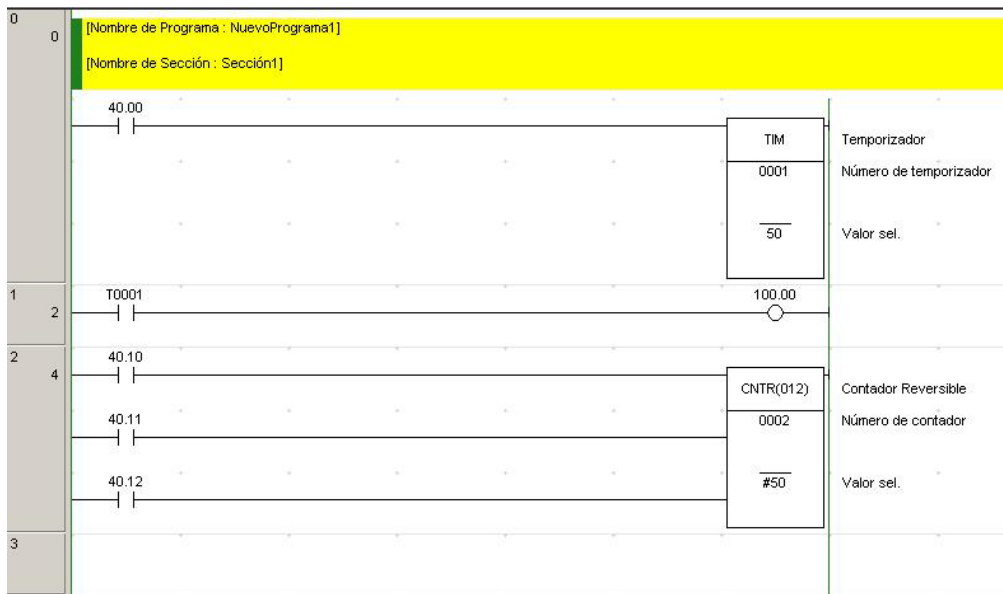 0
0
[Nombre de Programa : NuevoPrograma1]
[Nombre de Sección : Sección1]
40.00
TIM
Temporizador
0001
Número de temporizador
50
Valor sel.
1
2
T0001
100.00
2
4
40.10
CNTR(012)
Contador Reversible
40.11
0002
Número de contador
40.12
#50
Valor sel.
3